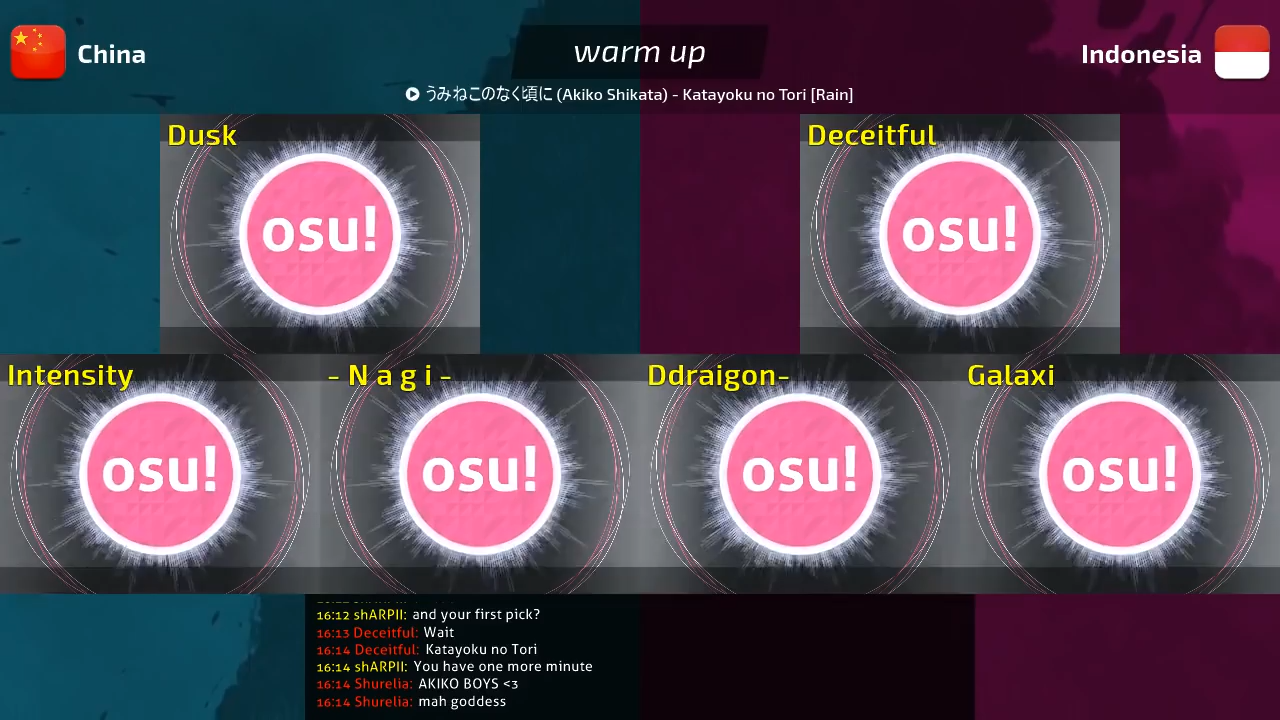 China
warm up
Indonesia
うみねこのなく頃に (Akiko Shikata) - Katayoku no Tori [Rain]
Dusk
Deceitful
osu!
osu!
Intensity
- N a g i -
Ddraigon-
Galaxi
osu!
osu!
osu!
osu!
16:12 shARPII: and your first pick?
16:13 Deceitful: Wait
16:14 Deceitful: Katayoku no Tori
16:14 shARPII: You have one more minute
16:14 Shurelia: AKIKO BOYS <3
16:14 Shurelia: mah goddess